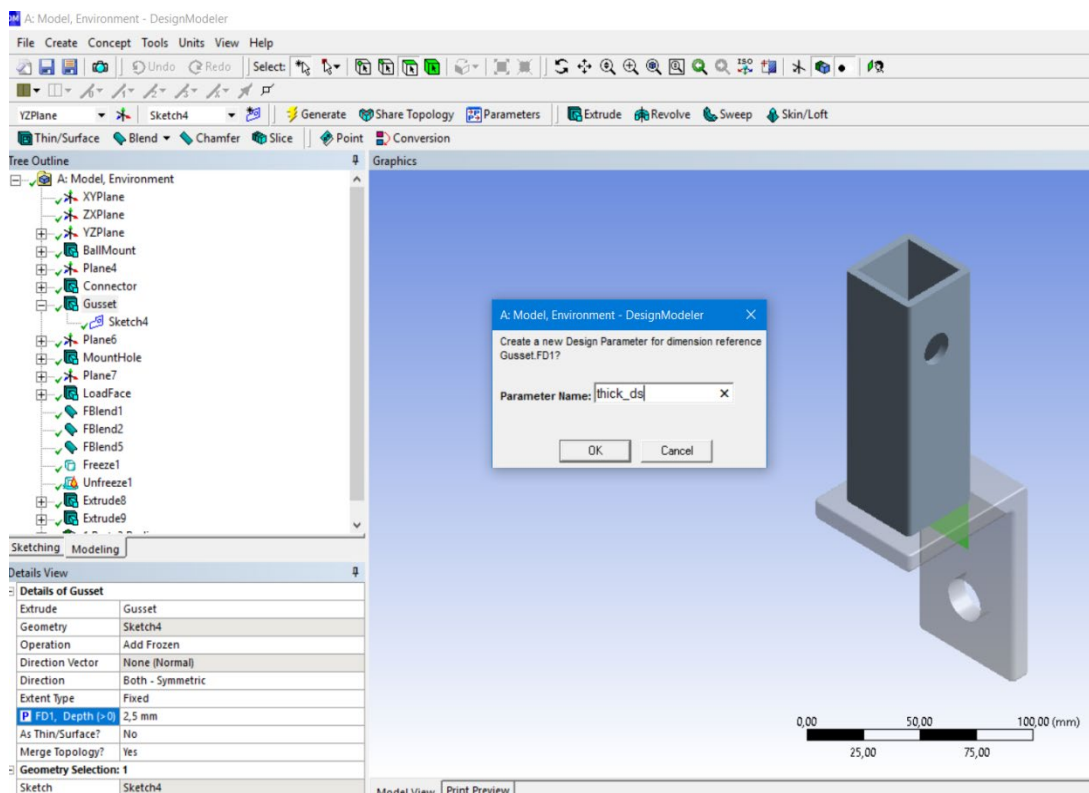 DM A: Model, Environment - DesignModeler
File Create Concept Tools Units View Help
Undo Redo Select: ISO
YZPlane Sketch4 Generate Share Topology Parameters Extrude Revolve Sweep Skin/Loft
Thin/Surface Blend Chamfer Slice Point Conversion
Tree Outline
A: Model, Environment
XYPlane
ZXPlane
YZPlane
BallMount
Plane4
Connector
Gusset
Sketch4
Plane6
MountHole
Plane7
LoadFace
FBlend1
FBlend2
FBlend5
Freeze1
Unfreeze1
Extrude8
Extrude9
Sketching Modeling
Details View
Details of Gusset
Extrude Gusset
Geometry Sketch4
Operation Add Frozen
Direction Vector None (Normal)
Direction Both - Symmetric
Extent Type Fixed
P FD1, Depth (>0) 2,5 mm
As Thin/Surface? No
Merge Topology? Yes
Geometry Selection: 1
Sketch Sketch4
Graphics
A: Model, Environment - DesignModeler
Create a new Design Parameter for dimension reference
Gusset.FD1?
Parameter Name: thick_ds
OK Cancel
0,00 50,00 100,00 (mm)
25,00 75,00
Model View Print Preview